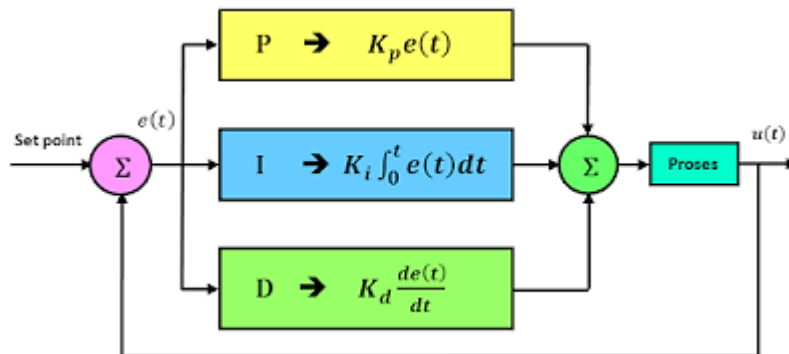 P ➔ K_p e(t)
e(t)
Set point
Σ
I ➔ K_i ∫_0^t e(t)dt
Σ
Proses
u(t)
D ➔ K_d de(t)/dt